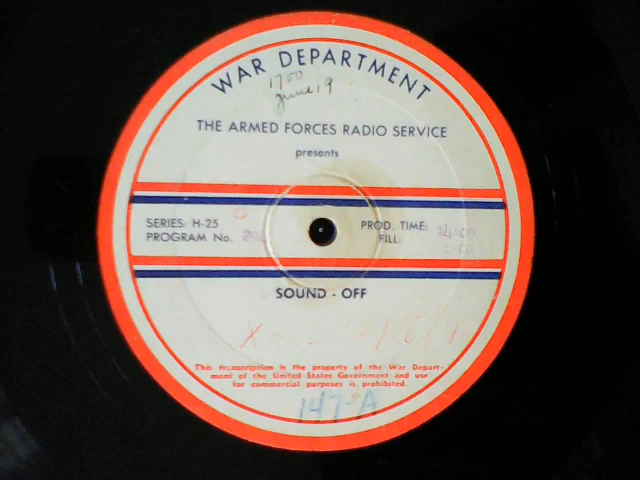 WAR DEPARTMENT
1700
June 19
THE ARMED FORCES RADIO SERVICE
presents
SERIES: H-25
PROGRAM No.
PROD. TIME: 14:00
FILL:
SOUND - OFF
This transcription is the property of the War Depart-
ment of the United States Government and use
for commercial purposes is prohibited.
147-A